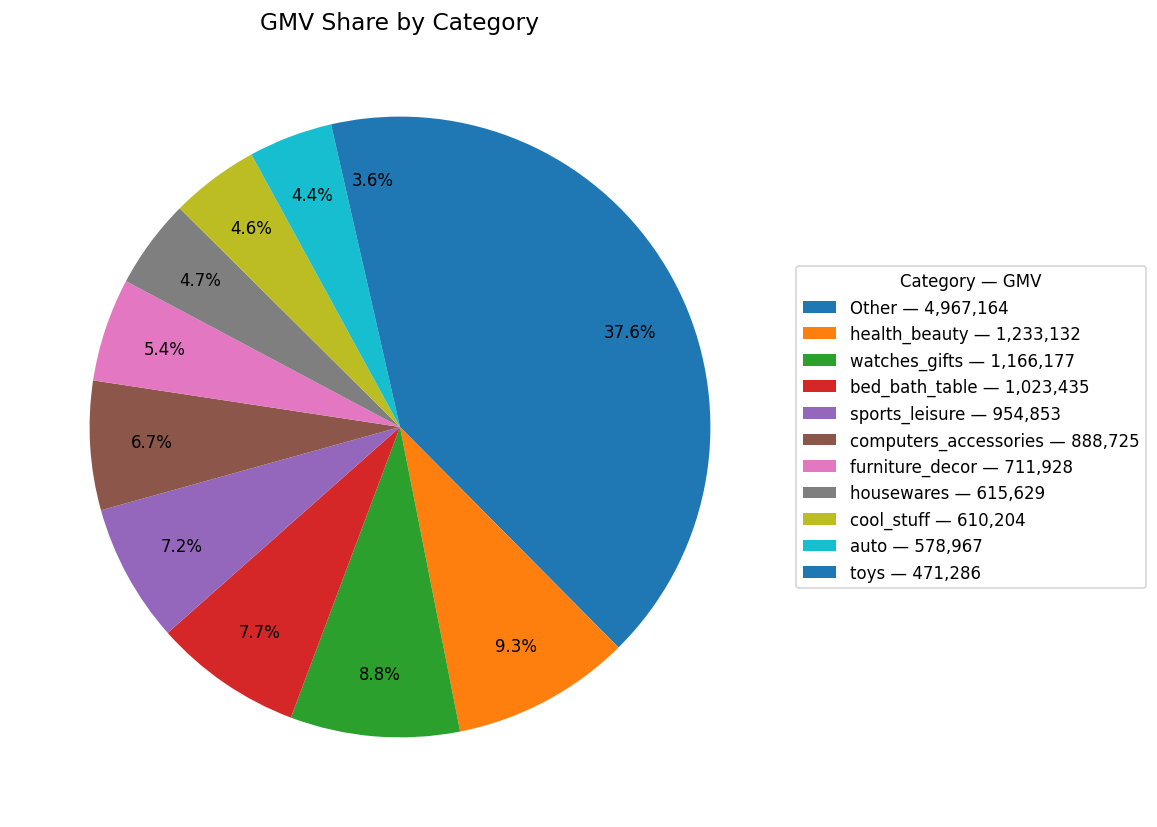 GMV Share by Category
3.6%
4.4%
4.6%
4.7%
37.6%
5.4%
6.7%
7.2%
7.7%
9.3%
8.8%
Category — GMV
Other — 4,967,164
health_beauty — 1,233,132
watches_gifts — 1,166,177
bed_bath_table — 1,023,435
sports_leisure — 954,853
computers_accessories — 888,725
furniture_decor — 711,928
housewares — 615,629
cool_stuff — 610,204
auto — 578,967
toys — 471,286